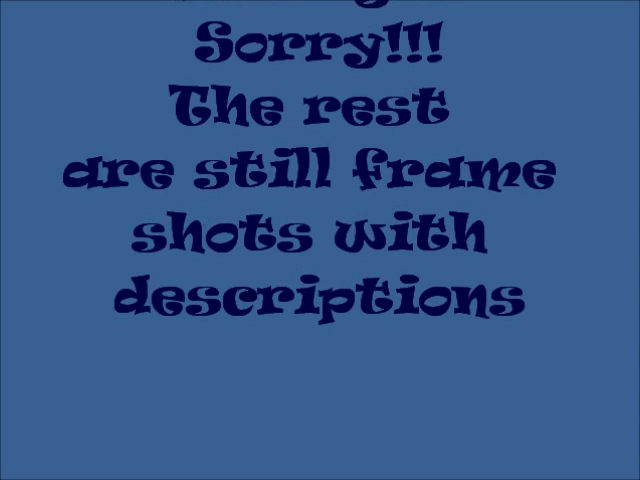 Sorry!!!
The rest
are still frame
shots with
descriptions